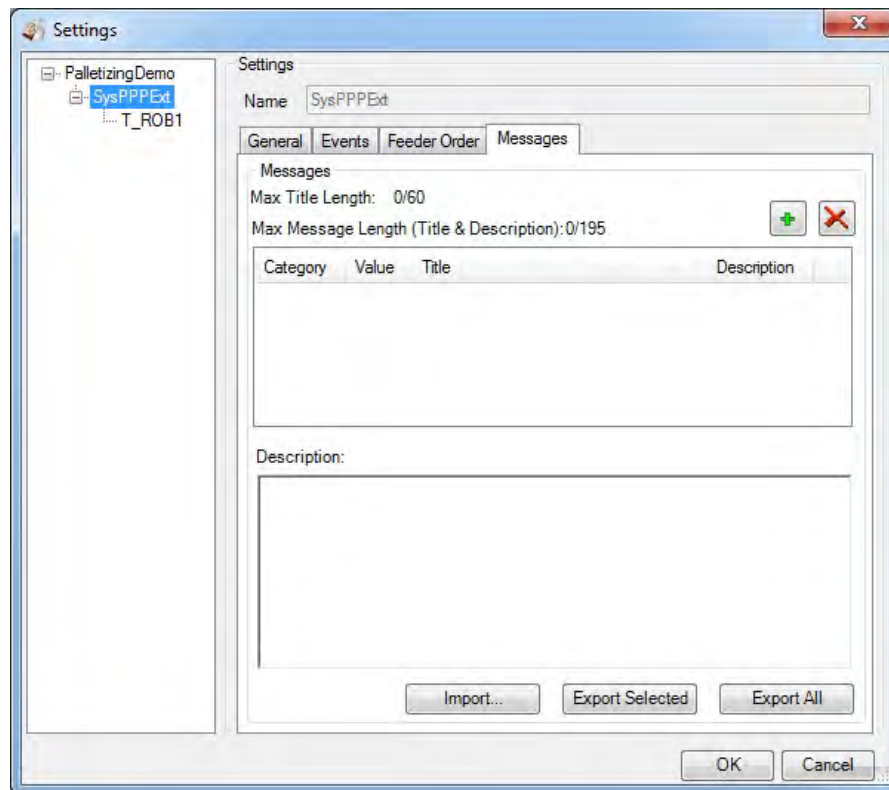 Settings
PalletizingDemo
SysPPPExt
T_ROB1
Settings
Name SysPPPExt
General Events Feeder Order Messages
Messages
Max Title Length: 0/60
Max Message Length (Title & Description): 0/195
Category Value Title Description
Description:
Import... Export Selected Export All
OK Cancel